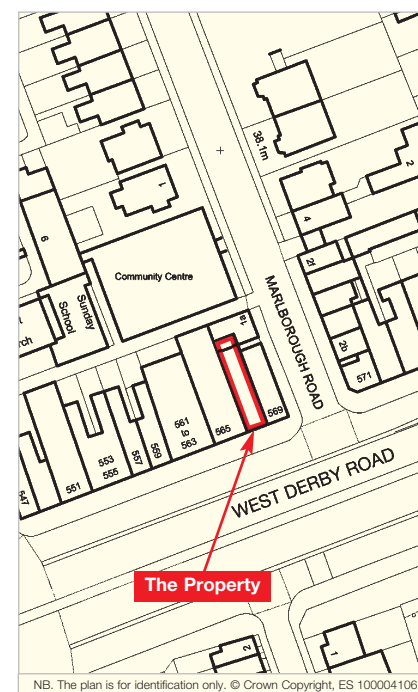 38.1m
2
1
4
6
Community Centre
2f
MARLBOROUGH ROAD
Sunday
School
rch
1a
2b
571
569
565
561
to
563
559
557
553
555
551
547
WEST DERBY ROAD
The Property
2
1
NB. The plan is for identification only. © Crown Copyright, ES 100004106